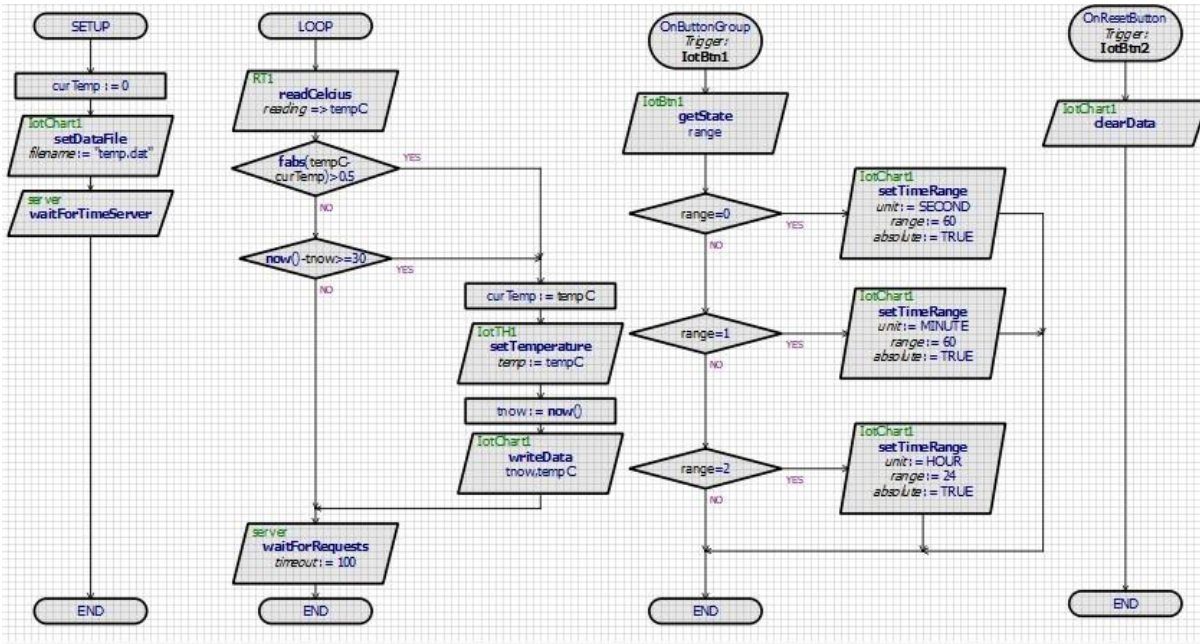 SETUP
curTemp := 0
IotChart1
setDataFile
filename := "temp.dat"
server
waitForTimeServer
END
LOOP
RT1
readCelcius
reading => tempC
fabs(tempC-
curTemp)>0.5
YES
NO
now()-tnow>=30
YES
NO
curTemp := tempC
IotTH1
setTemperature
temp := tempC
tnow := now()
IotChart1
writeData
tnow,tempC
server
waitForRequests
timeout := 100
END
OnButtonGroup
Trigger:
IotBtn1
IotBtn1
getState
range
range=0
YES
NO
IotChart1
setTimeRange
unit := SECOND
range := 60
absolute := TRUE
range=1
YES
NO
IotChart1
setTimeRange
unit := MINUTE
range := 60
absolute := TRUE
range=2
YES
NO
IotChart1
setTimeRange
unit := HOUR
range := 24
absolute := TRUE
END
OnResetButton
Trigger:
IotBtn2
IotChart1
clearData
END